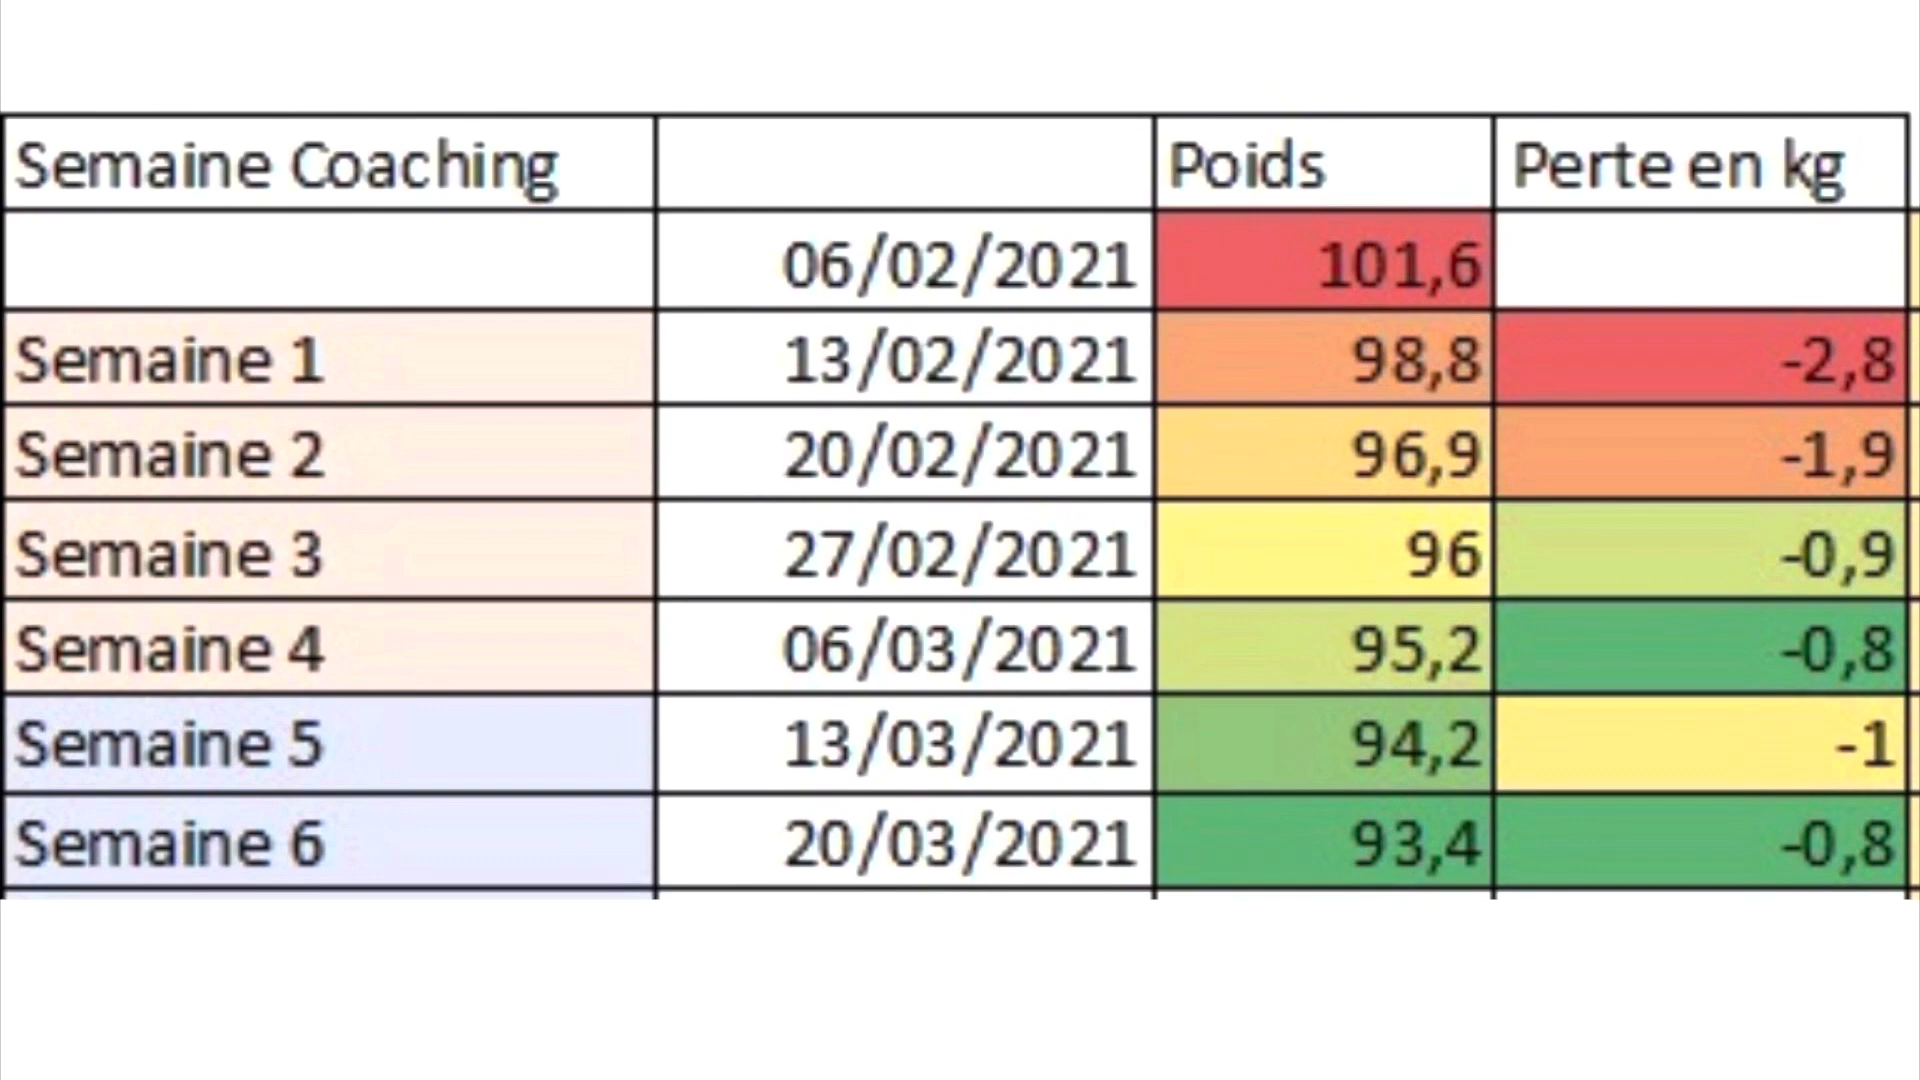 Semaine Coaching Poids Perte en kg
06/02/2021 101,6
Semaine 1 13/02/2021 98,8 -2,8
Semaine 2 20/02/2021 96,9 -1,9
Semaine 3 27/02/2021 96 -0,9
Semaine 4 06/03/2021 95,2 -0,8
Semaine 5 13/03/2021 94,2 -1
Semaine 6 20/03/2021 93,4 -0,8